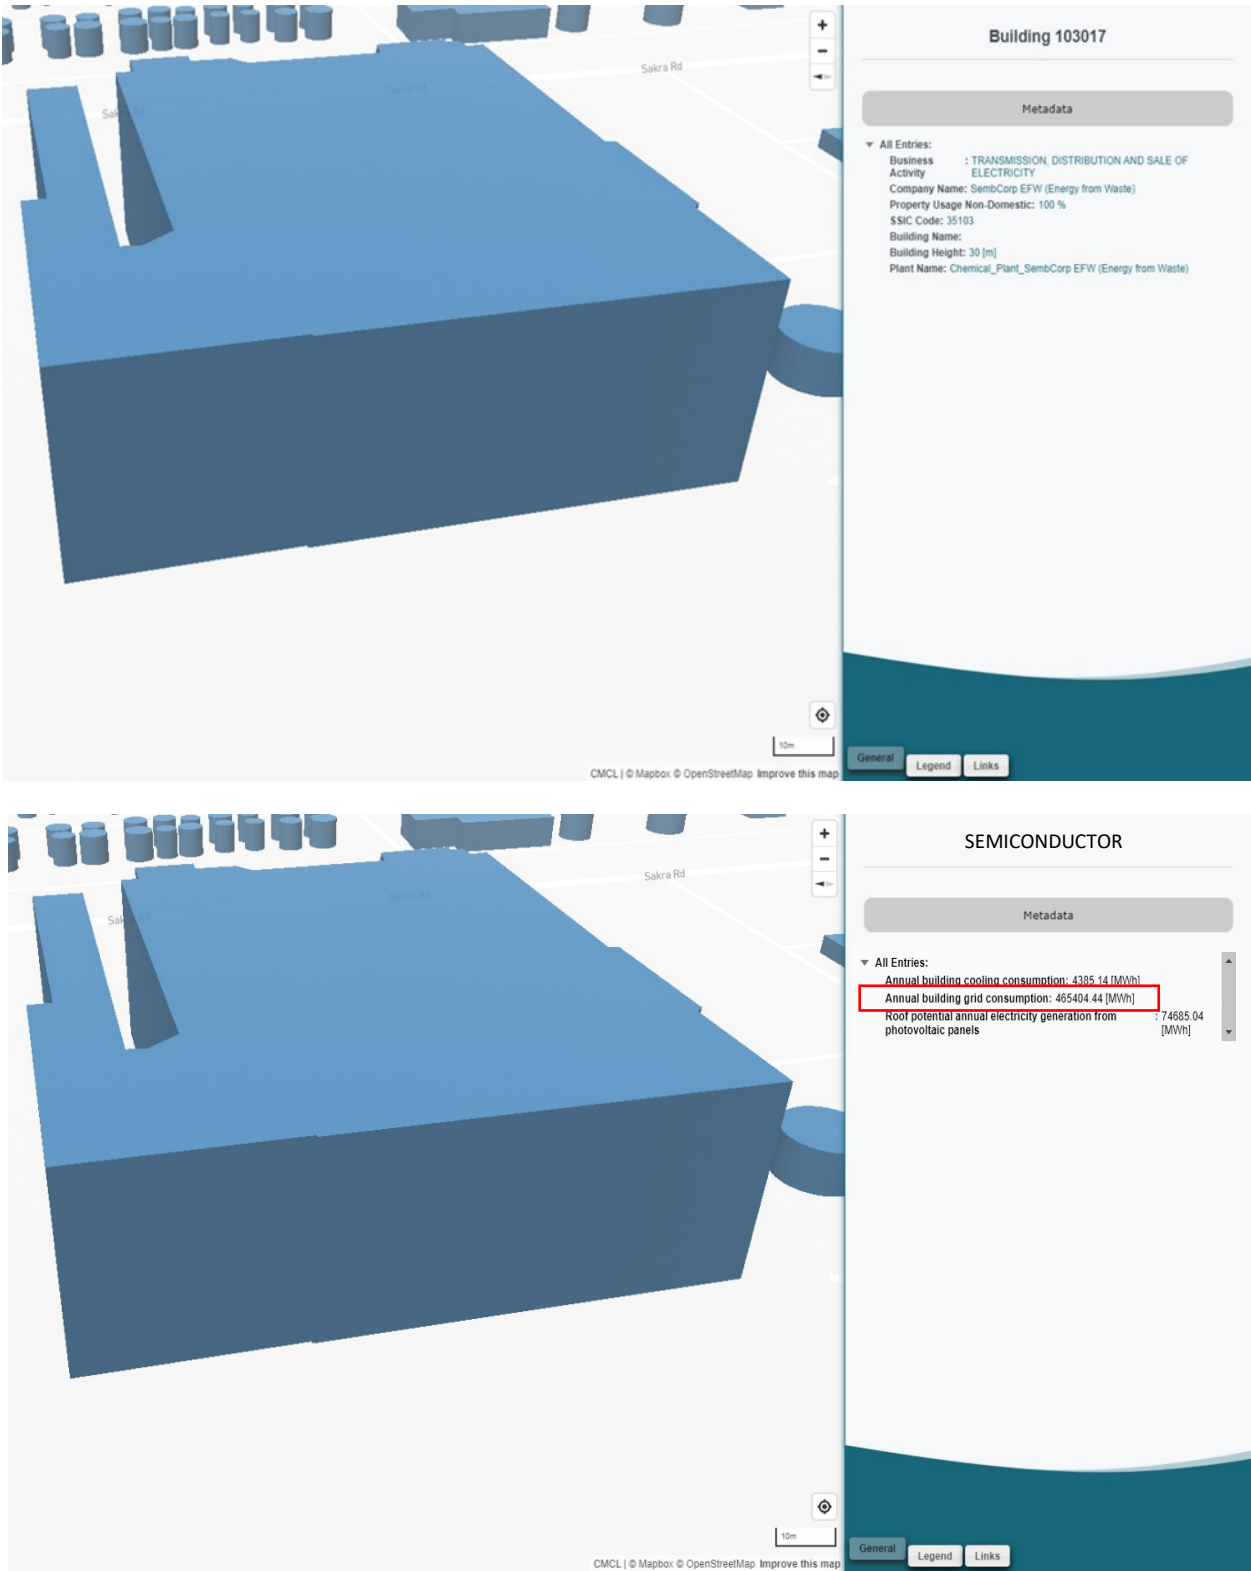 Building 103017
Sakra Rd
Metadata
All Entries:
Business : TRANSMISSION, DISTRIBUTION AND SALE OF
Activity ELECTRICITY
Company Name: SembCorp EFW (Energy from Waste)
Property Usage Non-Domestic: 100 %
SSIC Code: 35103
Building Name:
Building Height: 30 [m]
Plant Name: Chemical_Plant_SembCorp EFW (Energy from Waste)
10m
CMCL | © Mapbox © OpenStreetMap Improve this map
General
Legend
Links
SEMICONDUCTOR
Sakra Rd
Metadata
All Entries:
Annual building cooling consumption: 4385.14 [MWh]
Annual building grid consumption: 465404.44 [MWh]
Roof potential annual electricity generation from : 74685.04
photovoltaic panels [MWh]
10m
CMCL | © Mapbox © OpenStreetMap Improve this map
General
Legend
Links